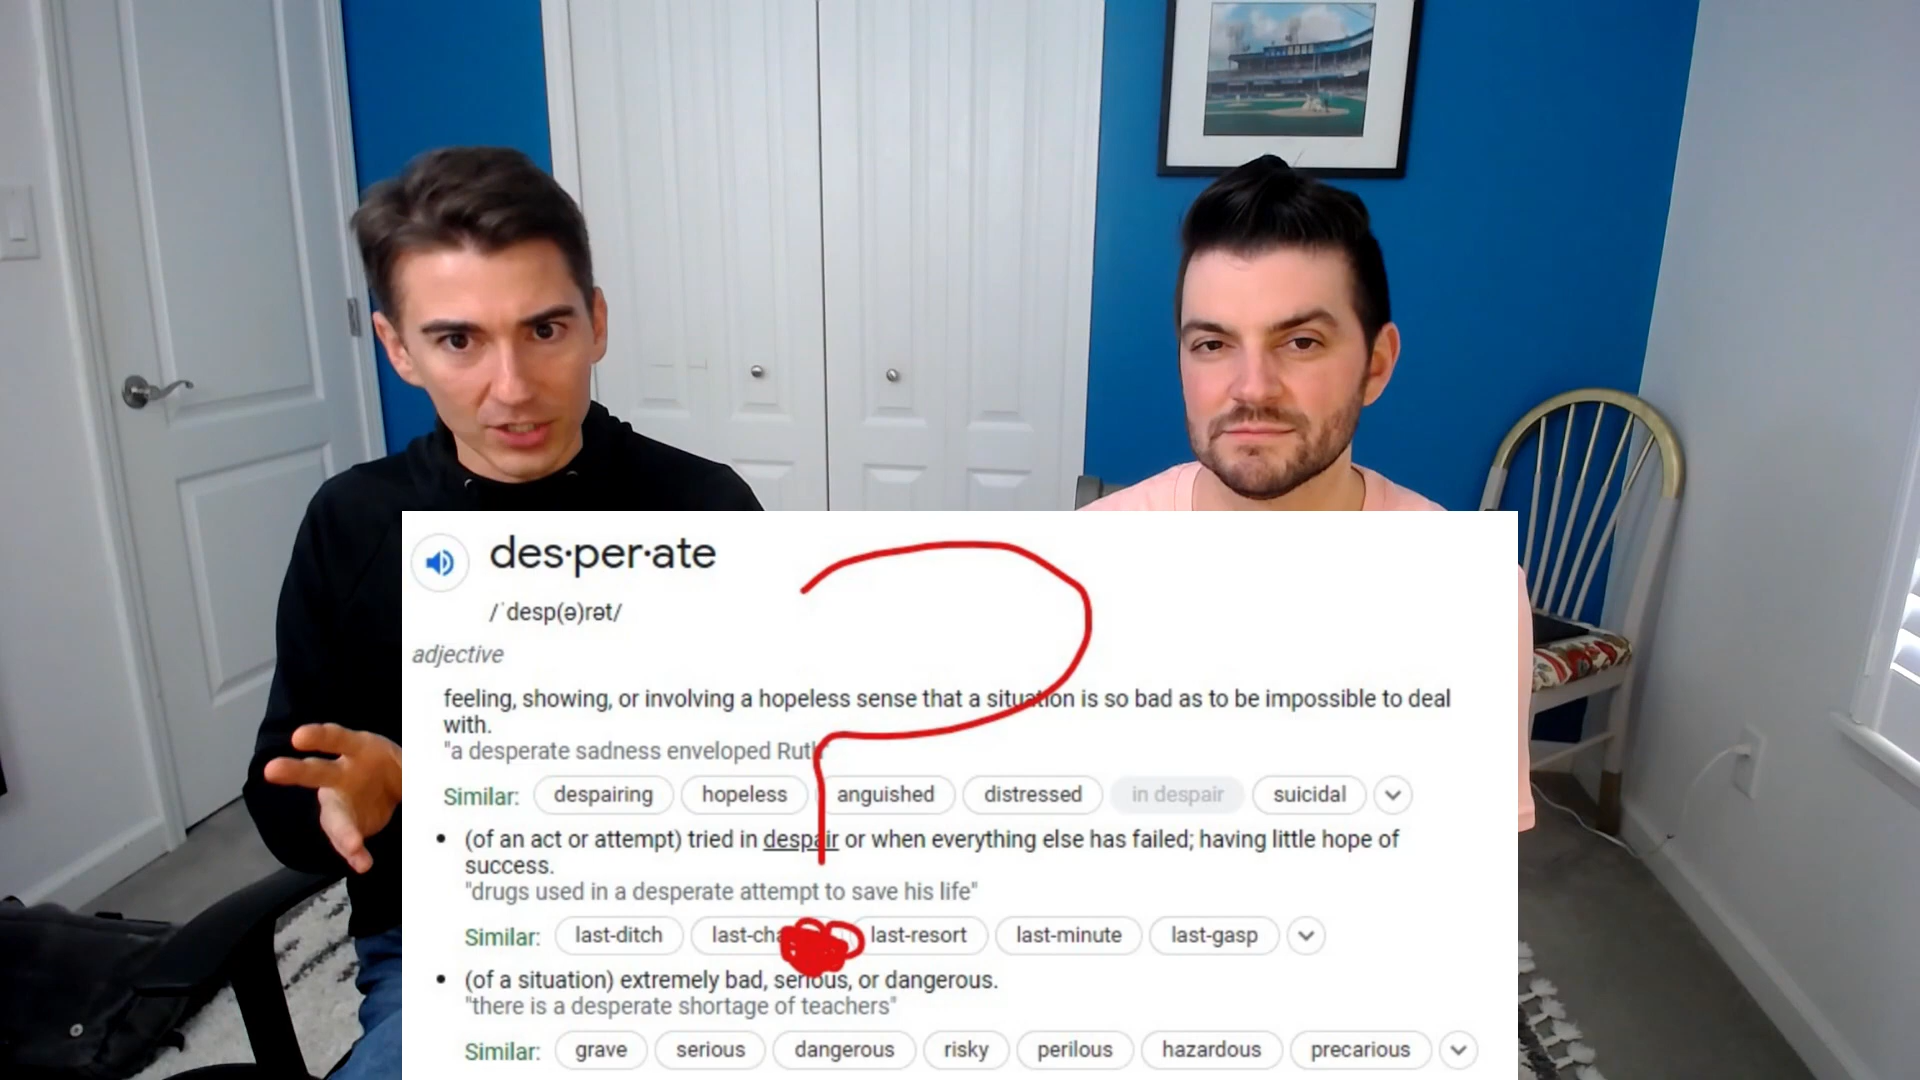 des·per·ate
/ˈdesp(ə)rət/
adjective
feeling, showing, or involving a hopeless sense that a situation is so bad as to be impossible to deal
with.
"a desperate sadness enveloped Ruth"
Similar: despairing hopeless anguished distressed in despair suicidal
• (of an act or attempt) tried in despair or when everything else has failed; having little hope of
success.
"drugs used in a desperate attempt to save his life"
Similar: last-ditch last-resort last-minute last-gasp
• (of a situation) extremely bad, serious, or dangerous.
"there is a desperate shortage of teachers"
Similar: grave serious dangerous risky perilous hazardous precarious